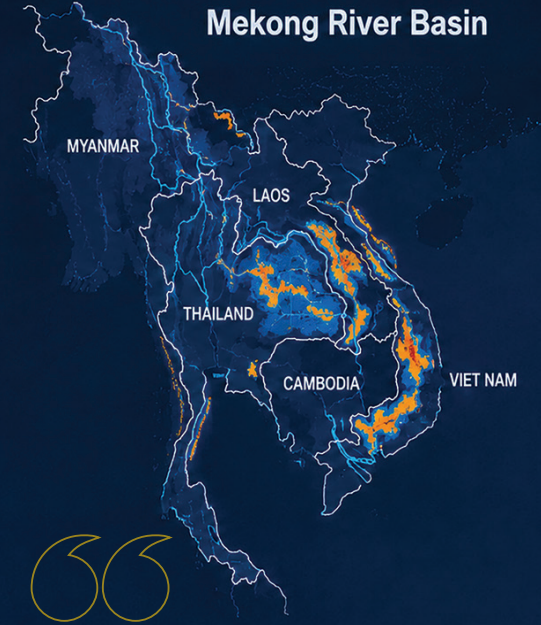 Mekong River Basin
MYANMAR
LAOS
THAILAND
CAMBODIA
VIET NAM